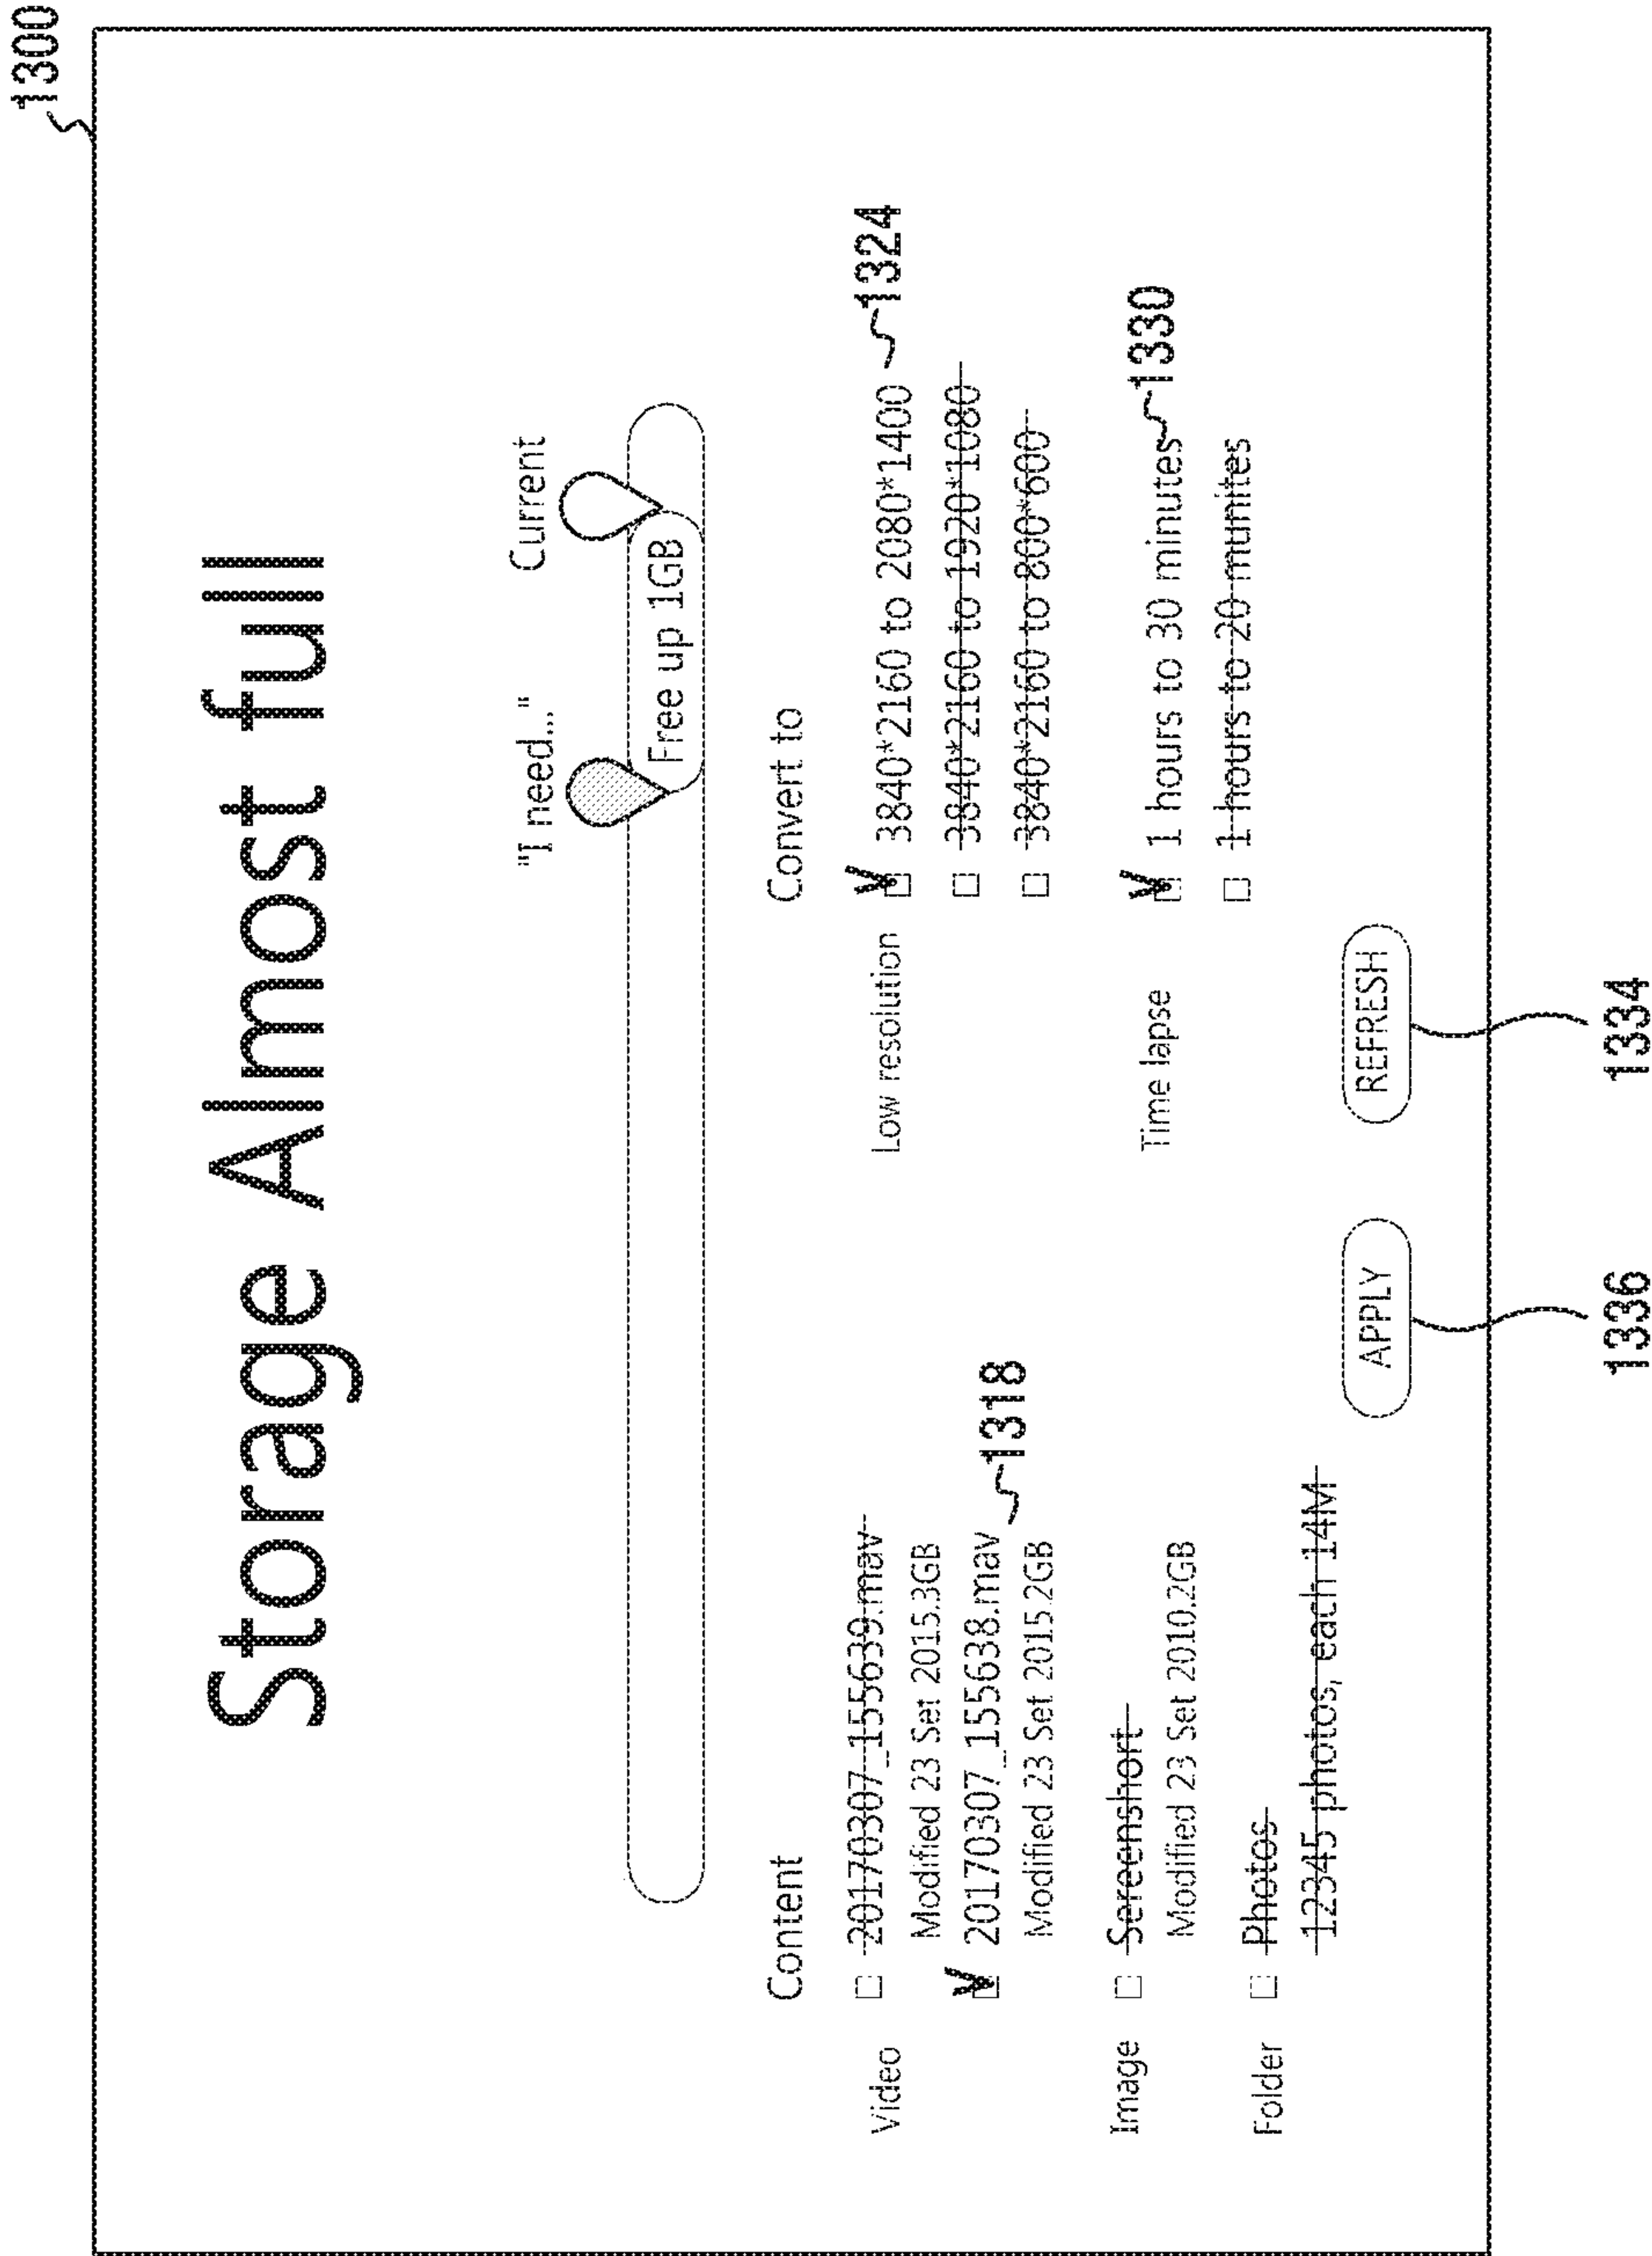 1300
Storage Almost full
"I need..." Current
Free up 1GB
Content
Video
20170307_155639.mav
Modified 23 Set 2015.3GB
20170307_155638.mav 1318
Modified 23 Set 2015.2GB
Image
Screenshort
Modified 23 Set 2010.2GB
Folder
Photos
12345 photos, each 14M
Convert to
Low resolution
3840*2160 to 2080*1400 1324
3840*2160 to 1920*1080
3840*2160 to 800*600
Time lapse
1 hours to 30 minutes 1330
1 hours to 20 munites
APPLY REFRESH
1336 1334